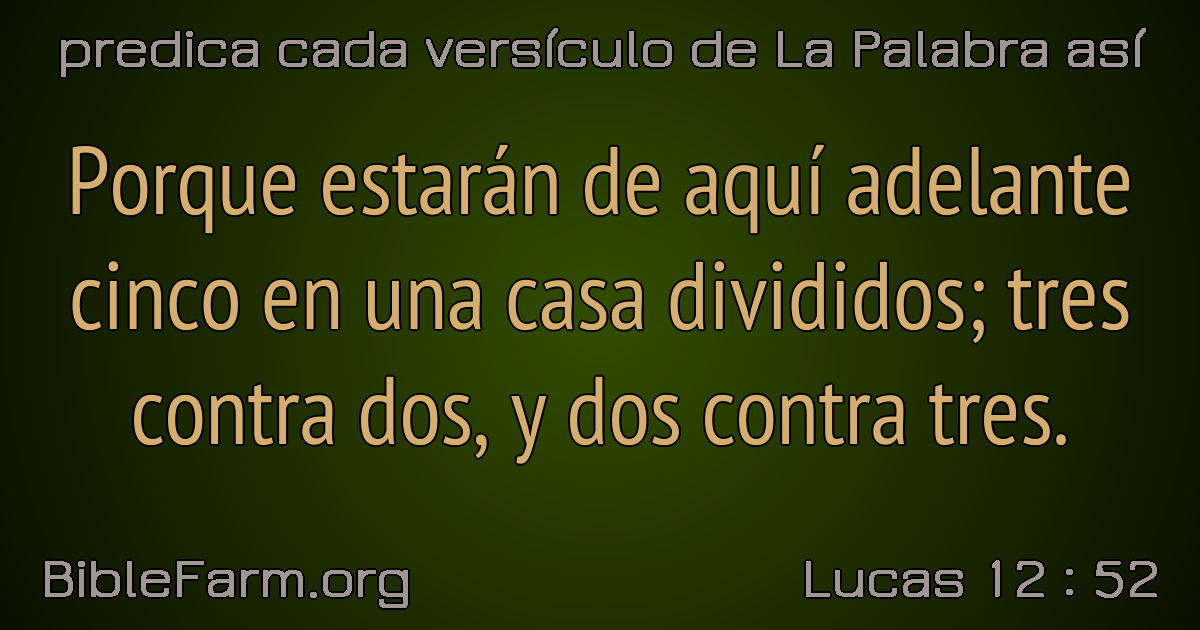 predica cada versículo de La Palabra así
Porque estarán de aquí adelante
cinco en una casa divididos; tres
contra dos, y dos contra tres.
BibleFarm.org
Lucas 12 : 52